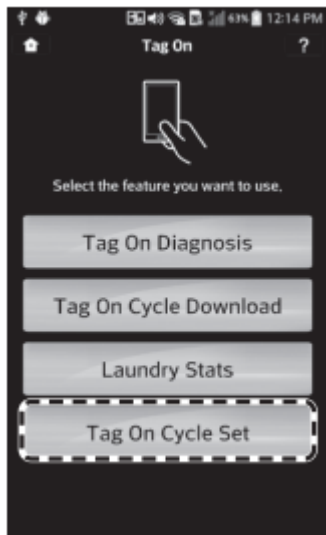 63% 12:14 PM
Tag On ?
Select the feature you want to use.
Tag On Diagnosis
Tag On Cycle Download
Laundry Stats
Tag On Cycle Set